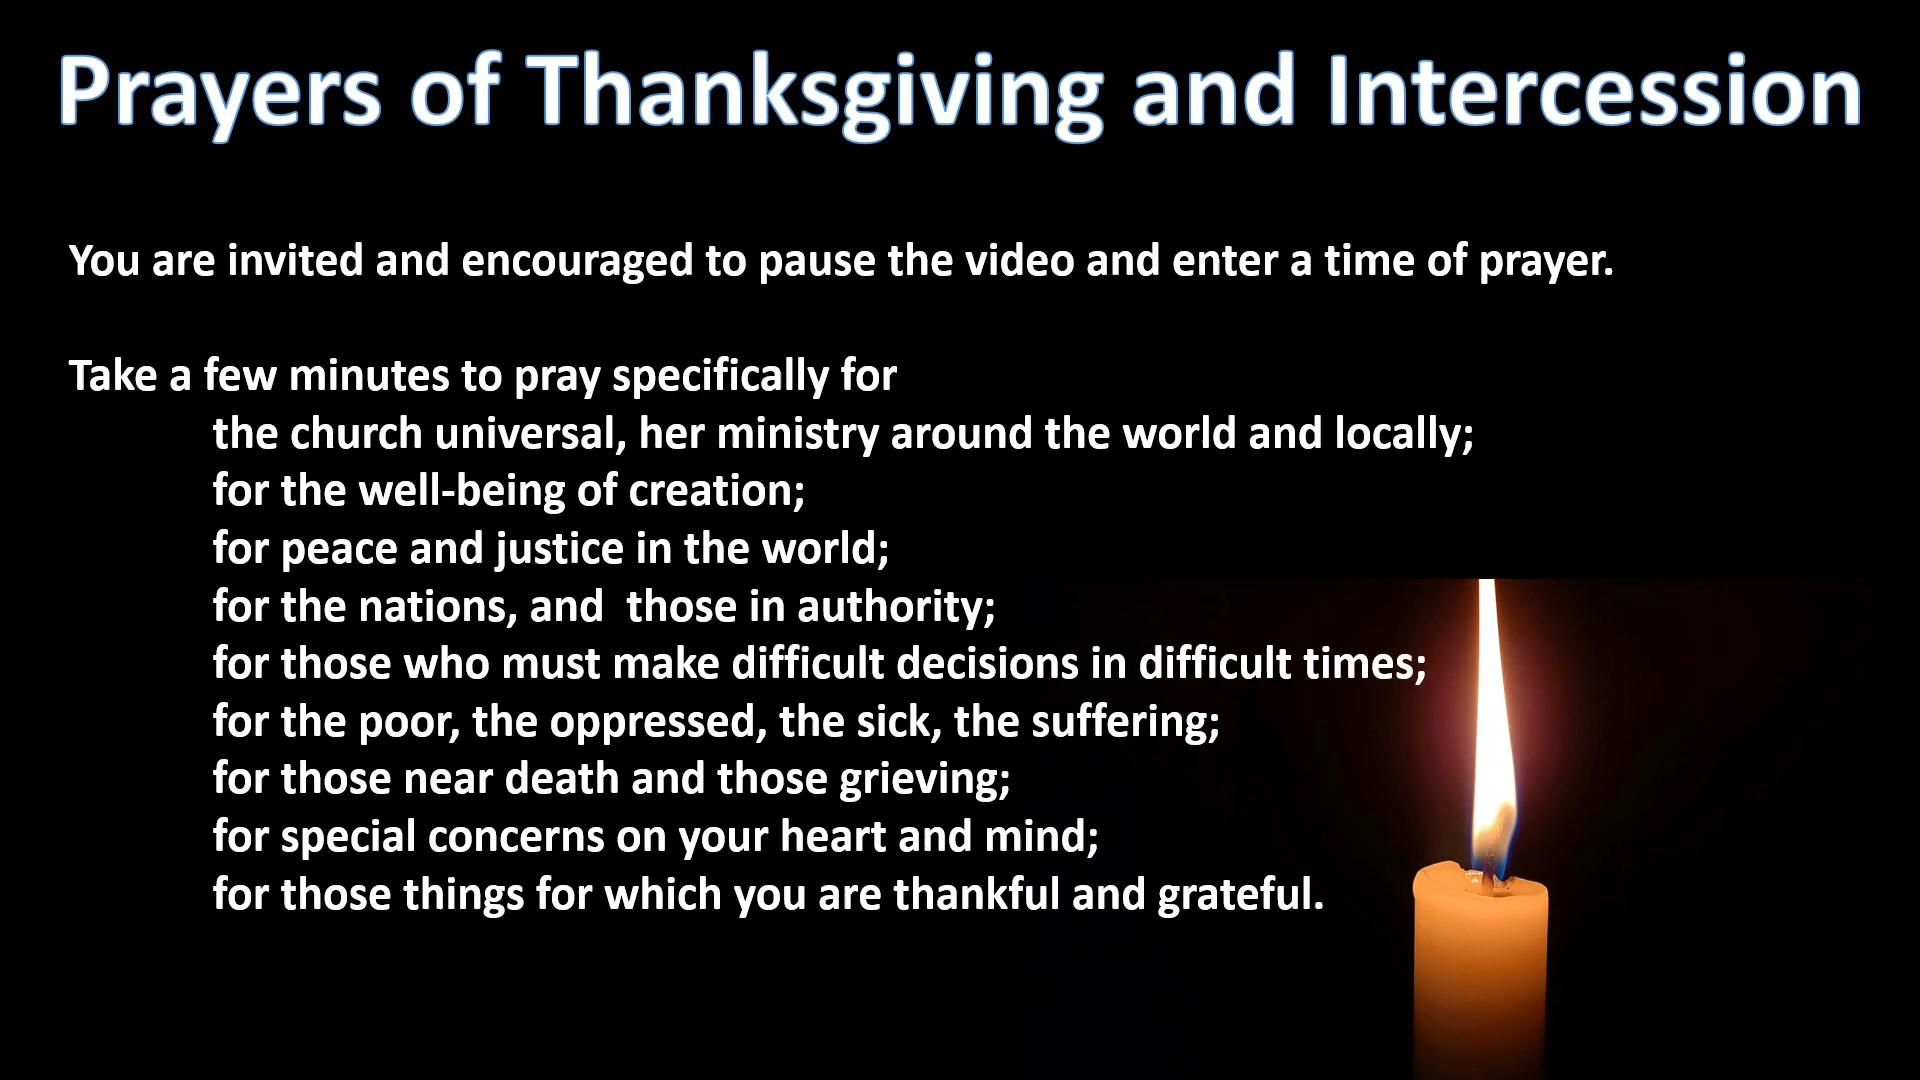 Prayers of Thanksgiving and Intercession
You are invited and encouraged to pause the video and enter a time of prayer.
Take a few minutes to pray specifically for
the church universal, her ministry around the world and locally;
for the well-being of creation;
for peace and justice in the world;
for the nations, and  those in authority;
for those who must make difficult decisions in difficult times;
for the poor, the oppressed, the sick, the suffering;
for those near death and those grieving;
for special concerns on your heart and mind;
for those things for which you are thankful and grateful.